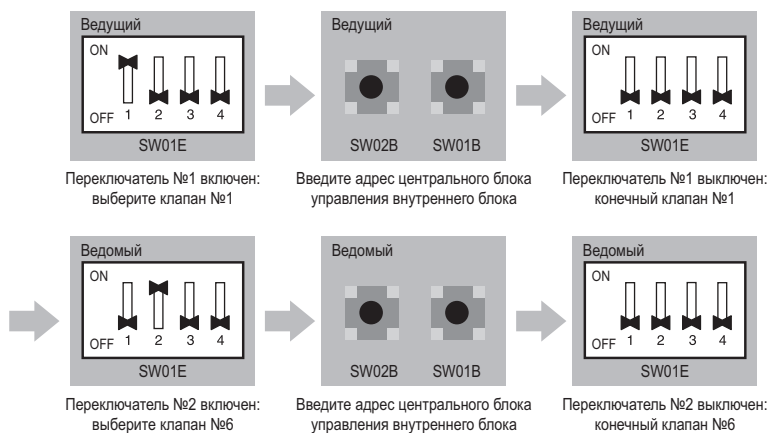 Ведущий
ON
OFF 1 2 3 4
SW01E
Переключатель №1 включен:
выберите клапан №1
Ведущий
SW02B SW01B
Введите адрес центрального блока
управления внутреннего блока
Ведущий
ON
OFF 1 2 3 4
SW01E
Переключатель №1 выключен:
конечный клапан №1
Ведомый
ON
OFF 1 2 3 4
SW01E
Переключатель №2 включен:
выберите клапан №6
Ведомый
SW02B SW01B
Введите адрес центрального блока
управления внутреннего блока
Ведомый
ON
OFF 1 2 3 4
SW01E
Переключатель №2 выключен:
конечный клапан №6